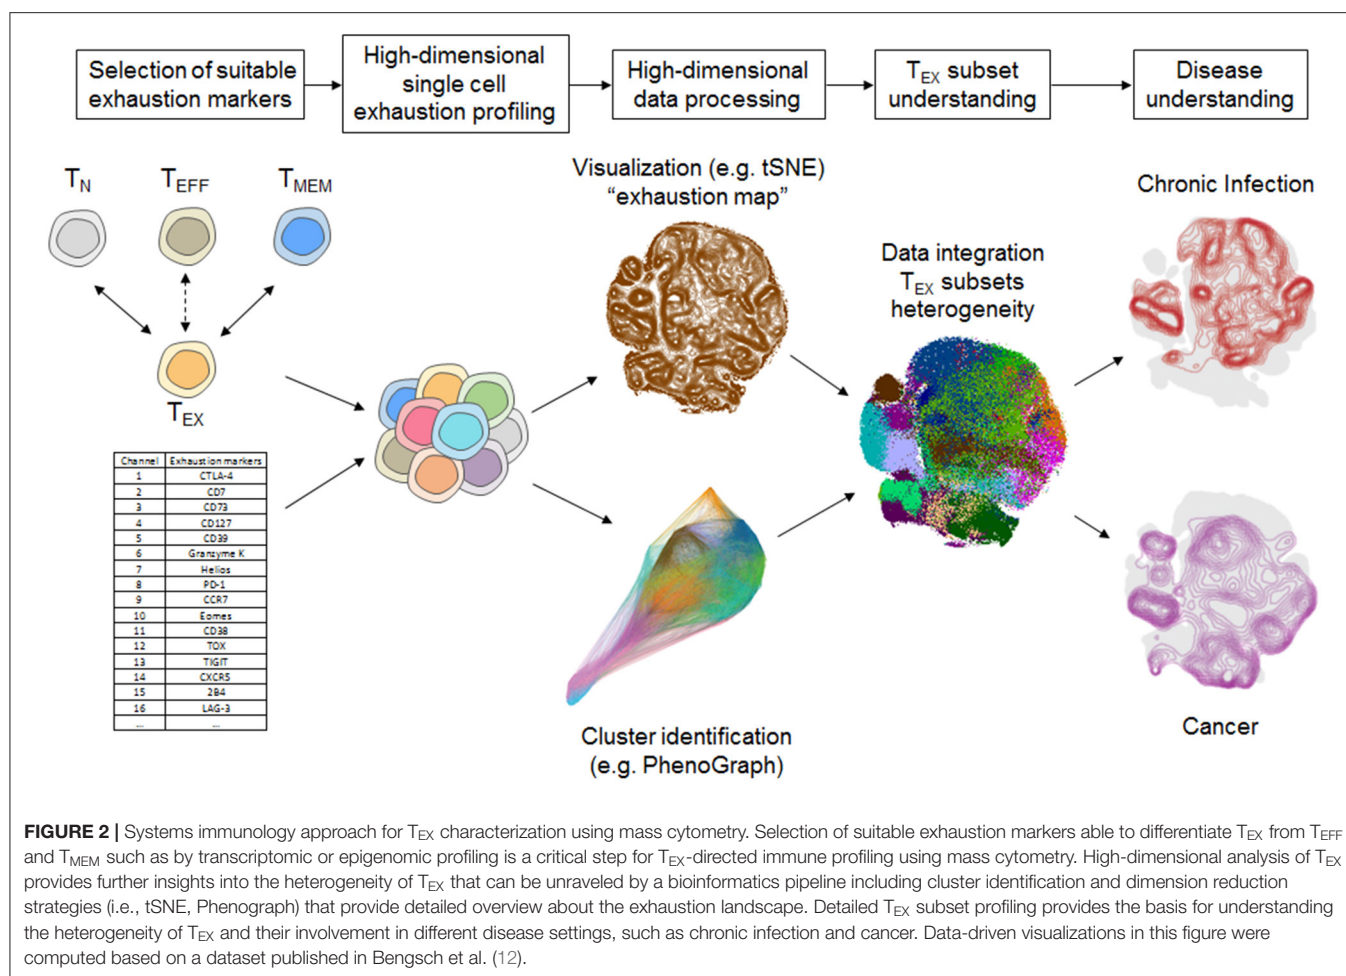 Selection of suitable
exhaustion markers
High-dimensional
single cell
exhaustion profiling
High-dimensional
data processing
TEX subset
understanding
Disease
understanding
TN
TEFF
TMEM
TEX
Channel Exhaustion markers
1 CTLA-4
2 CD7
3 CD73
4 CD127
5 CD39
6 Granzyme K
7 Helios
8 PD-1
9 CCR7
10 Eomes
11 CD38
12 TOX
13 TIGIT
14 CXCR5
15 2B4
16 LAG-3
... ...
Visualization (e.g. tSNE)
“exhaustion map”
Cluster identification
(e.g. PhenoGraph)
Data integration
TEX subsets
heterogeneity
Chronic Infection
Cancer
FIGURE 2 | Systems immunology approach for TEX characterization using mass cytometry. Selection of suitable exhaustion markers able to differentiate TEX from TEFF
and TMEM such as by transcriptomic or epigenomic profiling is a critical step for TEX-directed immune profiling using mass cytometry. High-dimensional analysis of TEX
provides further insights into the heterogeneity of TEX that can be unraveled by a bioinformatics pipeline including cluster identification and dimension reduction
strategies (i.e., tSNE, Phenograph) that provide detailed overview about the exhaustion landscape. Detailed TEX subset profiling provides the basis for understanding
the heterogeneity of TEX and their involvement in different disease settings, such as chronic infection and cancer. Data-driven visualizations in this figure were
computed based on a dataset published in Bengsch et al. (12).